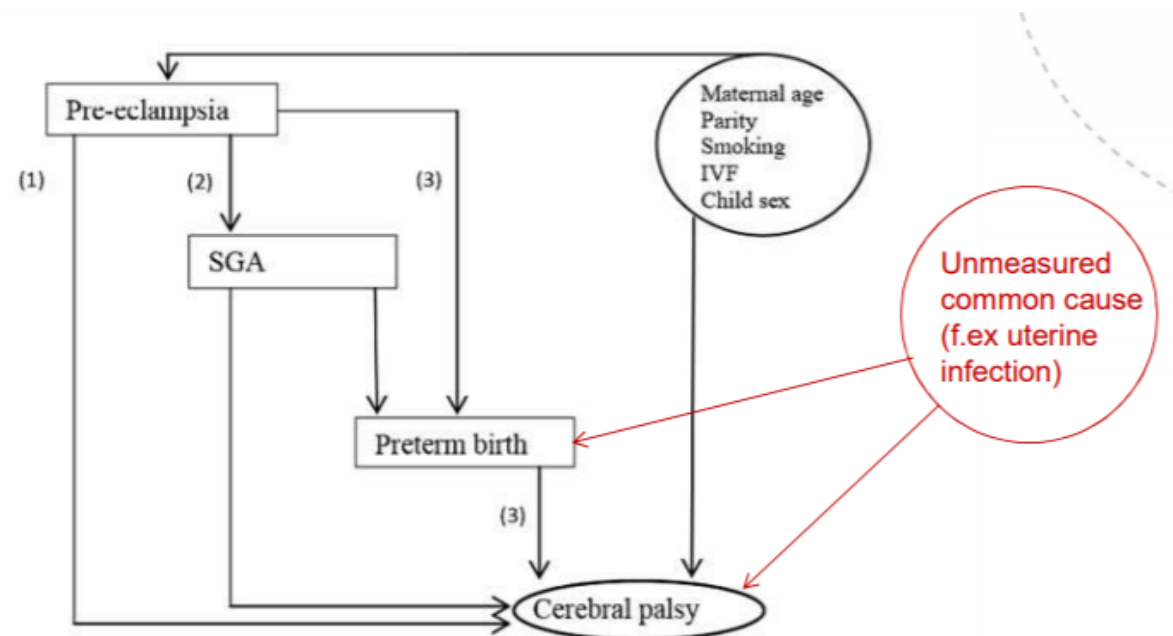 Pre-eclampsia
Maternal age
Parity
Smoking
IVF
Child sex
(1)
(2)
(3)
SGA
Unmeasured
common cause
(f.ex uterine
infection)
Preterm birth
(3)
Cerebral palsy